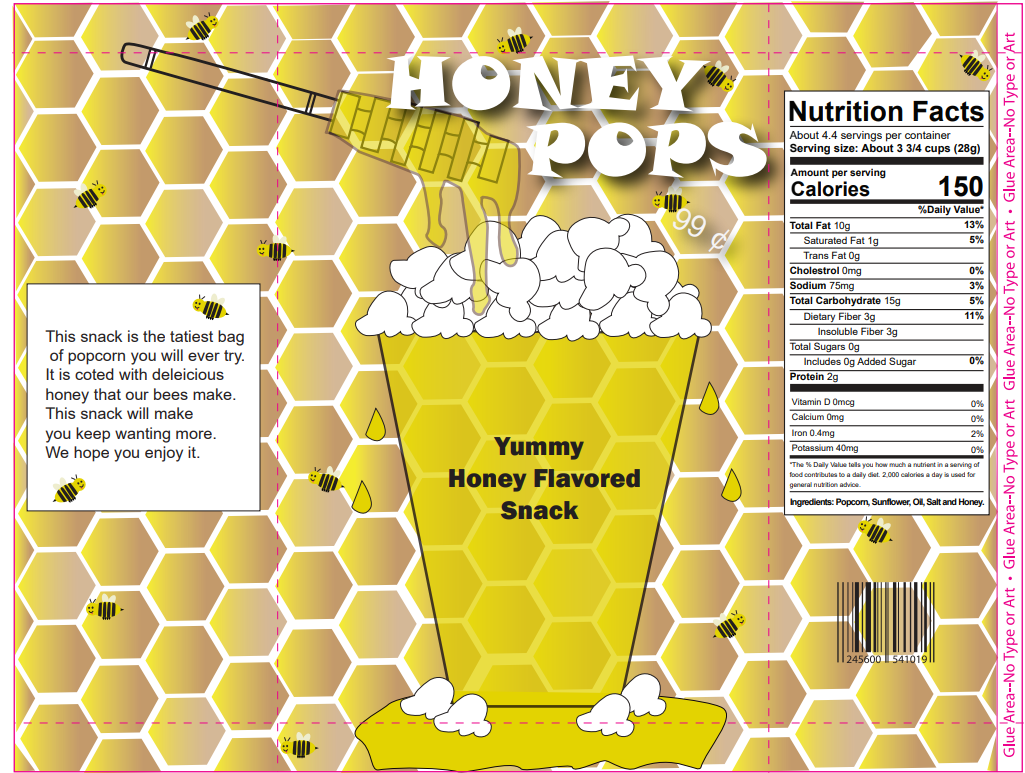 HONEY
POPS
99 ¢
This snack is the tatiest bag
of popcorn you will ever try.
It is coted with deleicious
honey that our bees make.
This snack will make
you keep wanting more.
We hope you enjoy it.
Yummy
Honey Flavored
Snack
Nutrition Facts
About 4.4 servings per container
Serving size: About 3 3/4 cups (28g)
Amount per serving
Calories 150
%Daily Value*
Total Fat 10g 13%
Saturated Fat 1g 5%
Trans Fat 0g
Cholestrol 0mg 0%
Sodium 75mg 3%
Total Carbohydrate 15g 5%
Dietary Fiber 3g 11%
Insoluble Fiber 3g
Total Sugars 0g
Includes 0g Added Sugar 0%
Protein 2g
Vitamin D 0mcg 0%
Calcium 0mg 0%
Iron 0.4mg 2%
Potassium 40mg 0%
*The % Daily Value tells you how much a nutrient in a serving of
food contributes to a daily diet. 2,000 calories a day is used for
general nutrition advice.
Ingredients: Popcorn, Sunflower, Oil, Salt and Honey.
245600 541019
Glue Area--No Type or Art • Glue Area--No Type or Art Glue Area--No Type or Art • Glue Area--No Type or Art